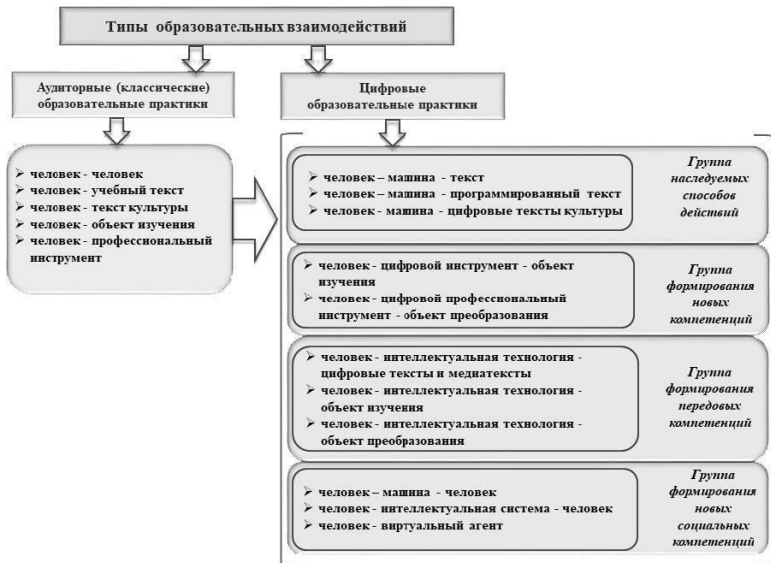 Типы образовательных взаимодействий
Аудиторные (классические)
образовательные практики
Цифровые
образовательные практики
человек - человек
человек - учебный текст
человек - текст культуры
человек - объект изучения
человек - профессиональный
инструмент
человек – машина - текст
человек – машина - программированный текст
человек - машина - цифровые тексты культуры
Группа
наследуемых
способов
действий
человек - цифровой инструмент - объект
изучения
человек - цифровой профессиональный
инструмент - объект преобразования
Группа
формирования
новых
компетенций
человек - интеллектуальная технология -
цифровые тексты и медиатексты
человек - интеллектуальная технология -
объект изучения
человек - интеллектуальная технология -
объект преобразования
Группа
формирования
передовых
компетенций
человек – машина - человек
человек - интеллектуальная система - человек
человек - виртуальный агент
Группа
формирования
новых
социальных
компетенций